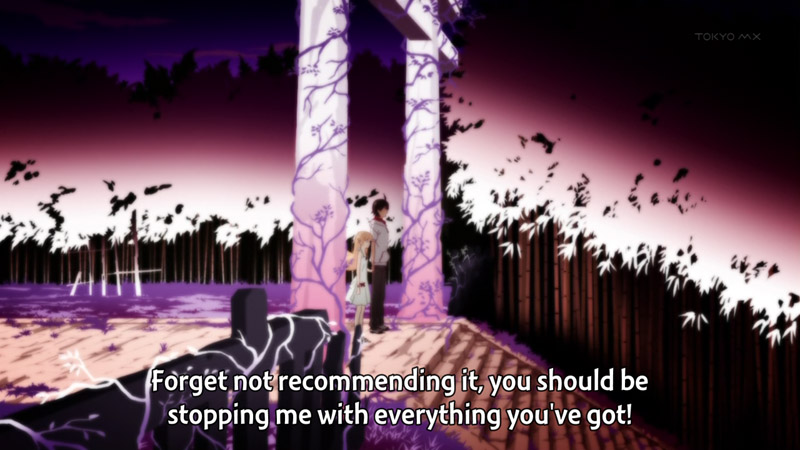 TOKYO MX
Forget not recommending it, you should be
stopping me with everything you've got!